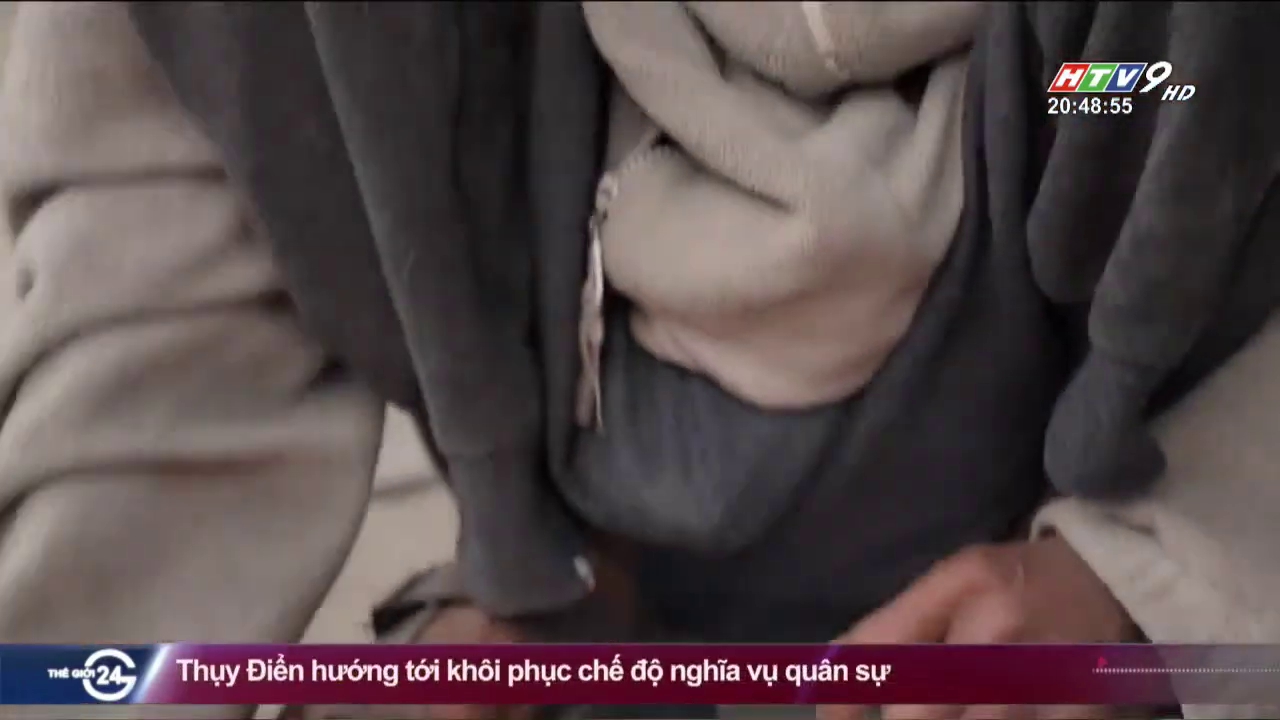 HTV9 HD
20:48:55
THẾ GIỚI 24G
Thụy Điển hướng tới khôi phục chế độ nghĩa vụ quân sự